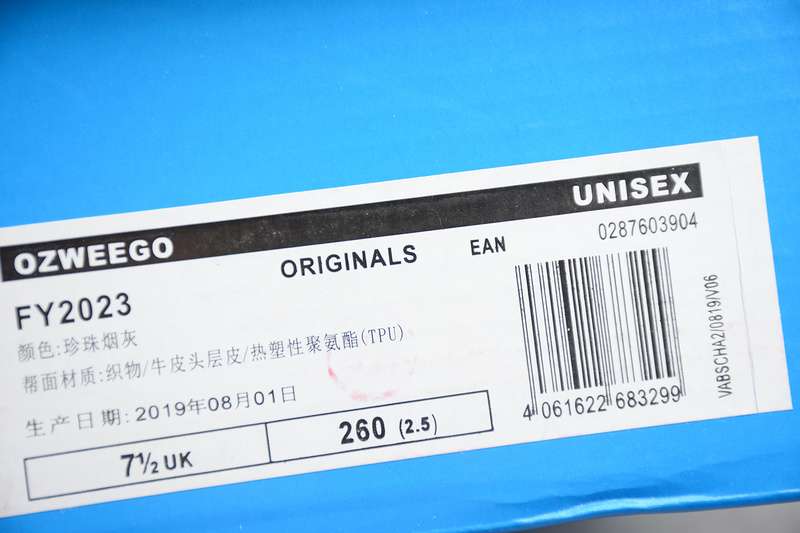 OZWEEGO UNISEX
FY2023 ORIGINALS EAN 0287603904
颜色:珍珠烟灰
帮面材质:织物/牛皮头层皮/热塑性聚氨酯(TPU)
生产日期:2019年08月01日
7½ UK 260 (2.5)
4 061622 683299
VABSCHA2/0819/V06